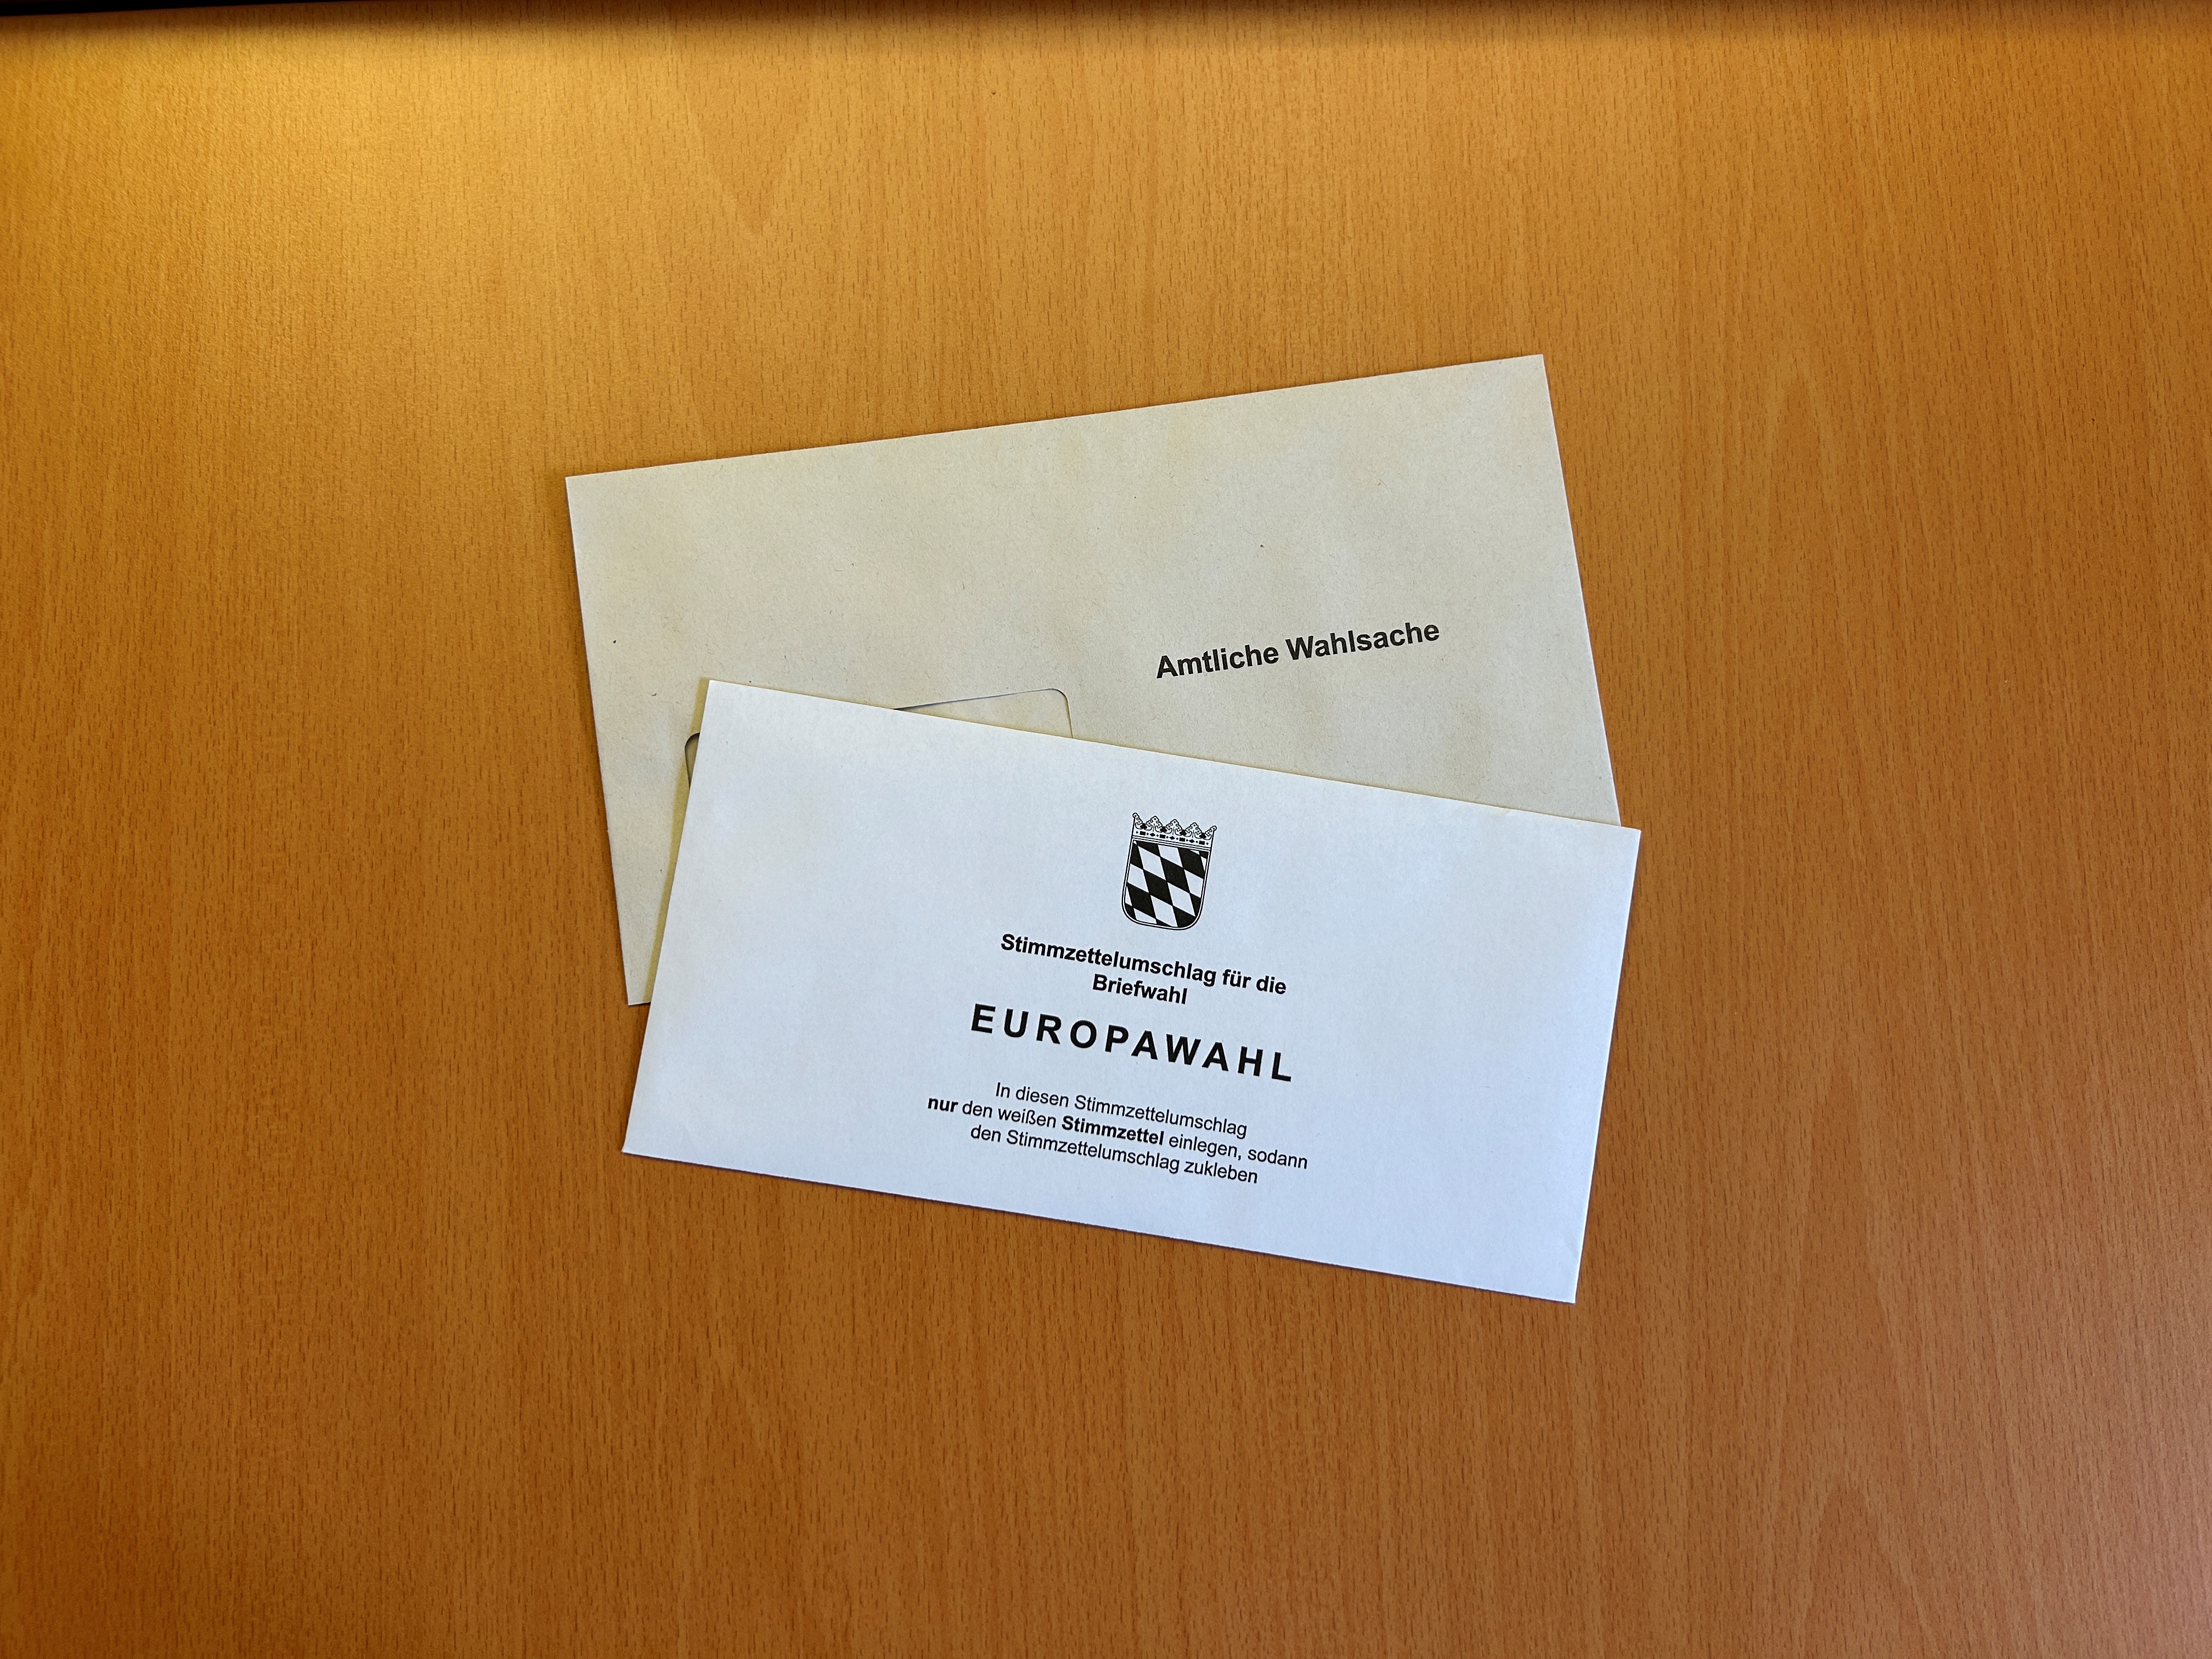 Amtliche Wahlsache
Stimmzettelumschlag für die
Briefwahl
EUROPAWAHL
In diesen Stimmzettelumschlag
nur den weißen Stimmzettel einlegen, sodann
den Stimmzettelumschlag zukleben